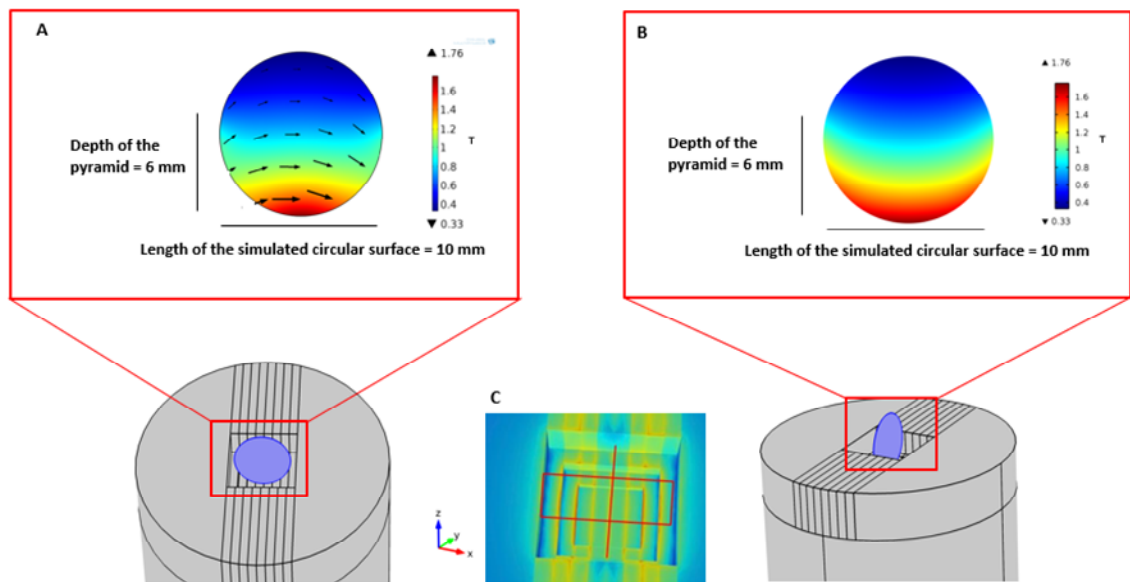 A
▲ 1.76
1.6
1.4
1.2
1
0.8
0.6
0.4
▼ 0.33
T
Depth of the
pyramid = 6 mm
Length of the simulated circular surface = 10 mm
B
▲ 1.76
1.6
1.4
1.2
1
0.8
0.6
0.4
▼ 0.33
T
Depth of the
pyramid = 6 mm
Length of the simulated circular surface = 10 mm
C
z
y
x